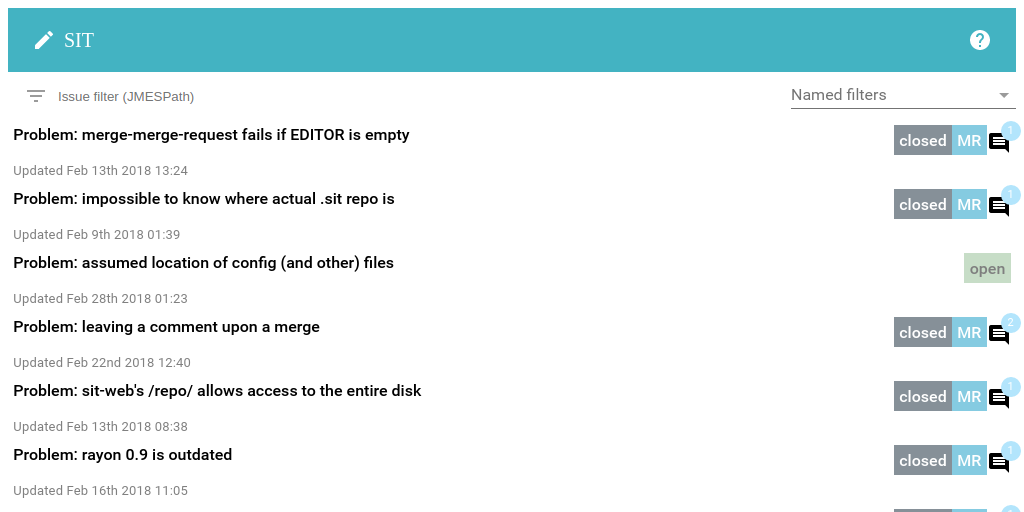 SIT
Issue filter (JMESPath)
Named filters
Problem: merge-merge-request fails if EDITOR is empty
closed MR 1
Updated Feb 13th 2018 13:24
Problem: impossible to know where actual .sit repo is
closed MR 1
Updated Feb 9th 2018 01:39
Problem: assumed location of config (and other) files
open
Updated Feb 28th 2018 01:23
Problem: leaving a comment upon a merge
closed MR 2
Updated Feb 22nd 2018 12:40
Problem: sit-web's /repo/ allows access to the entire disk
closed MR 1
Updated Feb 13th 2018 08:38
Problem: rayon 0.9 is outdated
closed MR 1
Updated Feb 16th 2018 11:05